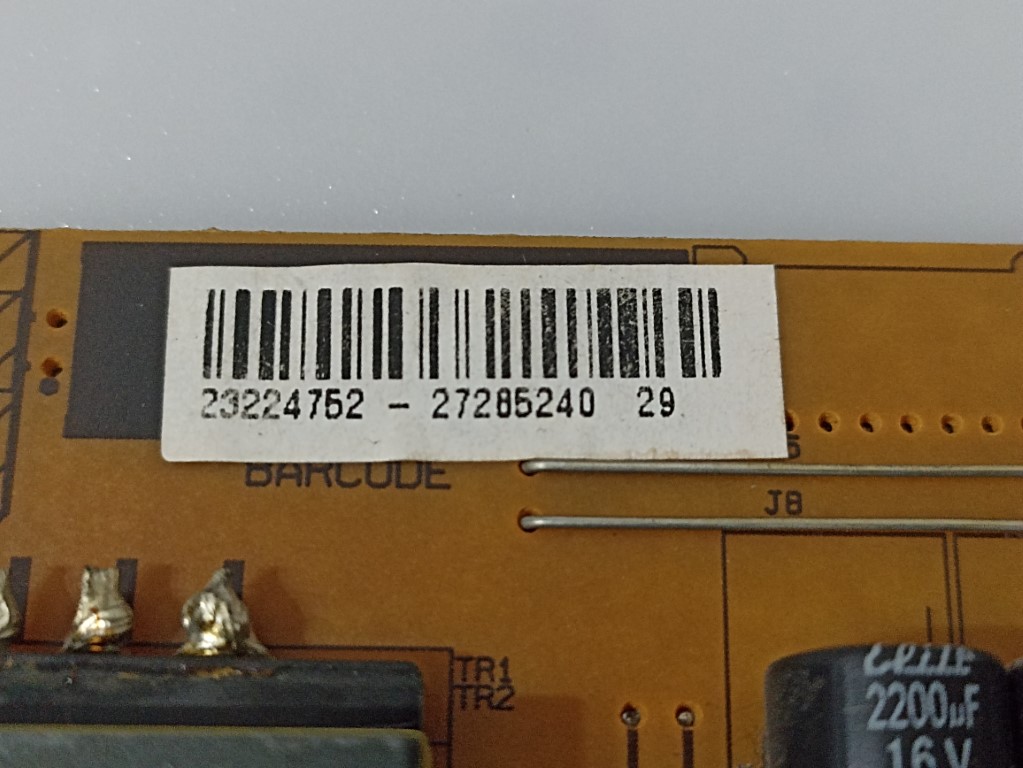 23224752 - 27285240 29
BARCODE
J8
TR1
TR2
2200µF
16V